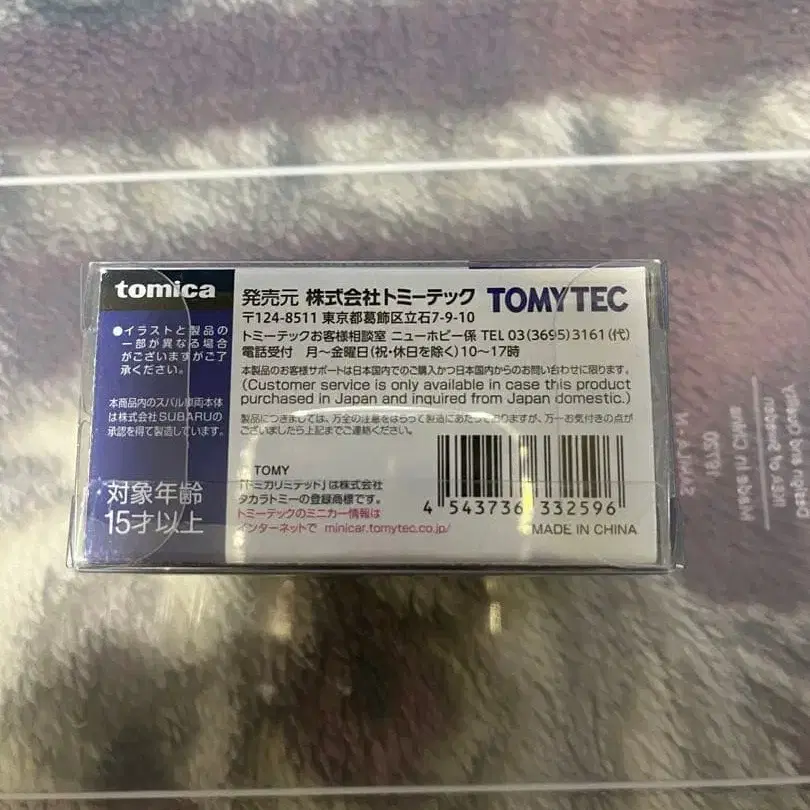 tomica
●イラストと製品の
一部が異なる場合
がございますがご了
承ください。
本商品内のスバル車両本体
は株式会社SUBARUの
承認を得て製造しています。
対象年齢
15才以上
発売元 株式会社トミーテック TOMYTEC
〒124-8511 東京都葛飾区立石7-9-10
トミーテックお客様相談室 ニューホビー係 TEL 03(3695)3161(代)
電話受付 月～金曜日(祝・休日を除く)10～17時
本製品のお客様サポートは日本国内でのご購入かつ日本国内からのお問い合わせに限ります。
(Customer service is only available in case this product
purchased in Japan and inquired from Japan domestic.)
製品につきましては、万全の注意をはらって製造にあたっておりますが、万一お気付きの点が
ございましたら上記までご連絡ください。
TOMY
「トミカリミテッド」は株式会社
タカラトミーの登録商標です。
トミーテックのミニカー情報は
インターネットで minicar.tomytec.co.jp/
4 543736 332596
MADE IN CHINA